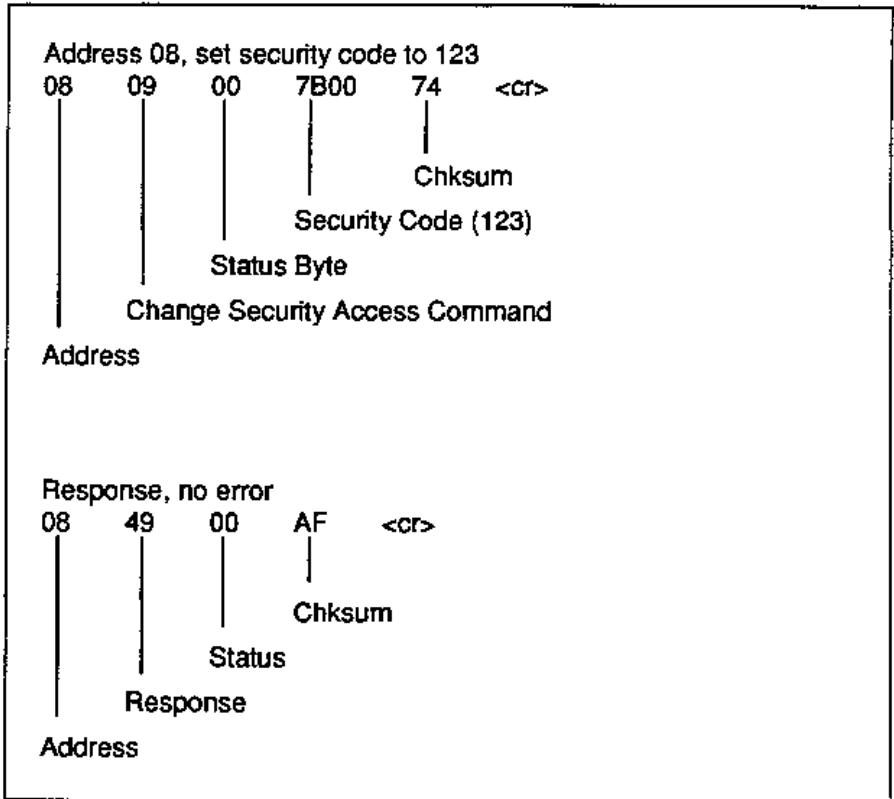 Address 08, set security code to 123
08 09 00 7B00 74 <cr>
Chksum
Security Code (123)
Status Byte
Change Security Access Command
Address
Response, no error
08 49 00 AF <cr>
Chksum
Status
Response
Address